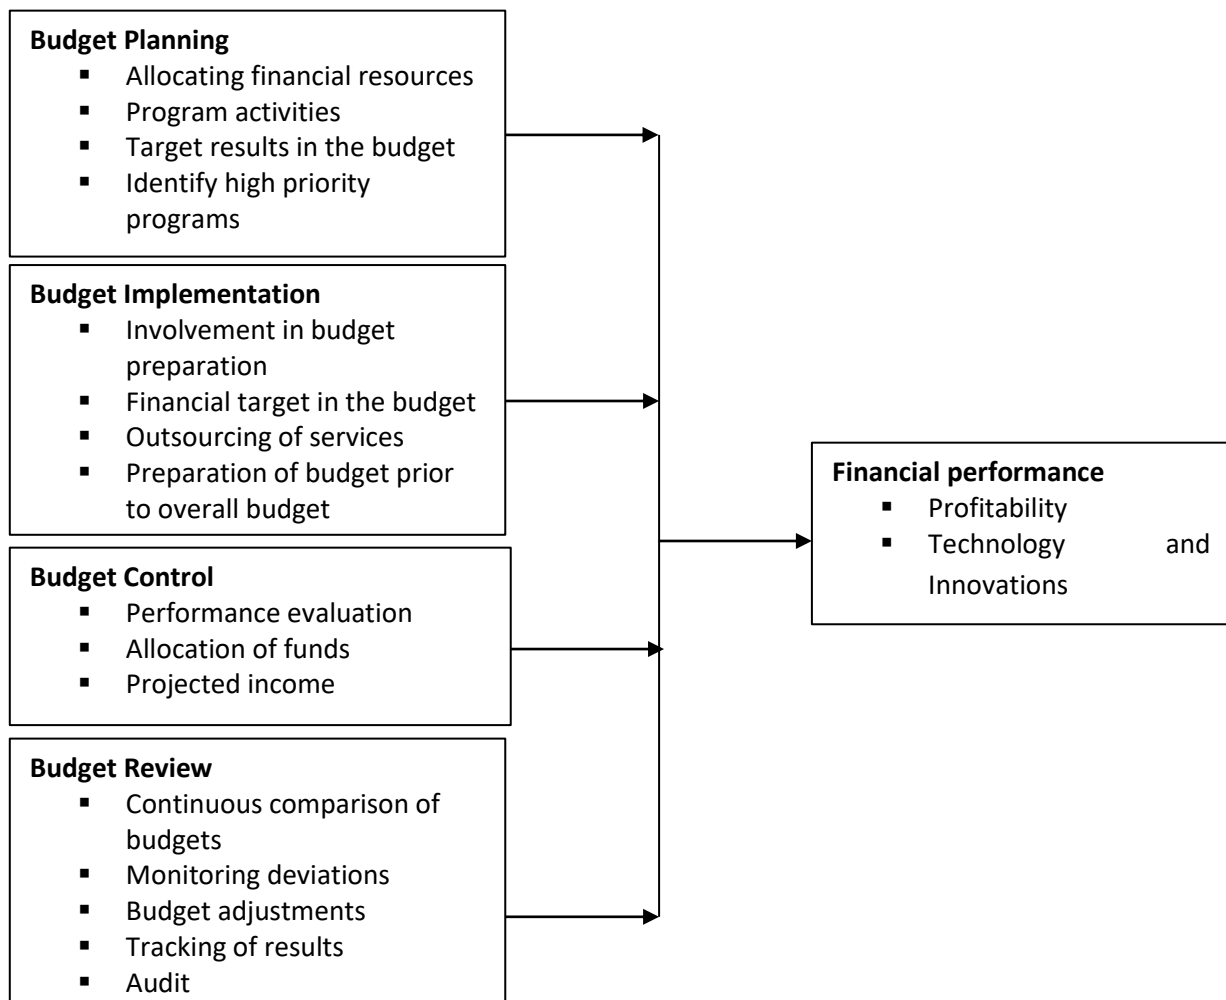 Budget Planning
▪ Allocating financial resources
▪ Program activities
▪ Target results in the budget
▪ Identify high priority
programs
Budget Implementation
▪ Involvement in budget
preparation
▪ Financial target in the budget
▪ Outsourcing of services
▪ Preparation of budget prior
to overall budget
Budget Control
▪ Performance evaluation
▪ Allocation of funds
▪ Projected income
Budget Review
▪ Continuous comparison of
budgets
▪ Monitoring deviations
▪ Budget adjustments
▪ Tracking of results
▪ Audit
Financial performance
▪ Profitability
▪ Technology and
Innovations